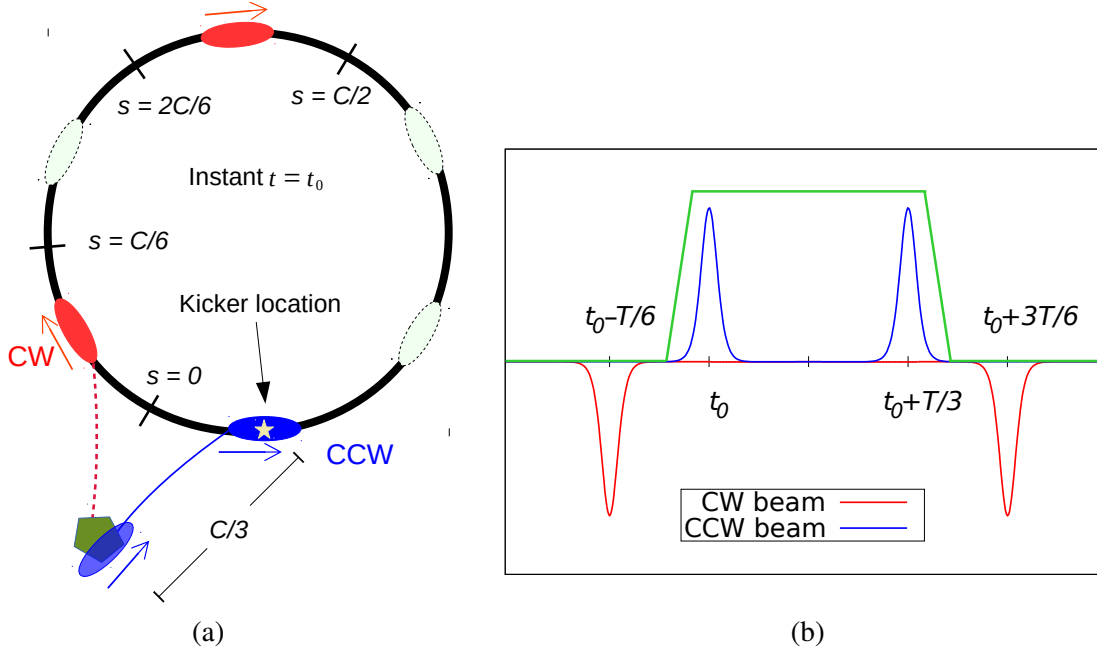 s = 2C/6
s = C/2
Instant t = t₀
s = C/6
Kicker location
CW
s = 0
CCW
C/3
(a)
t₀–T/6
t₀+3T/6
t₀
t₀+T/3
CW beam
CCW beam
(b)